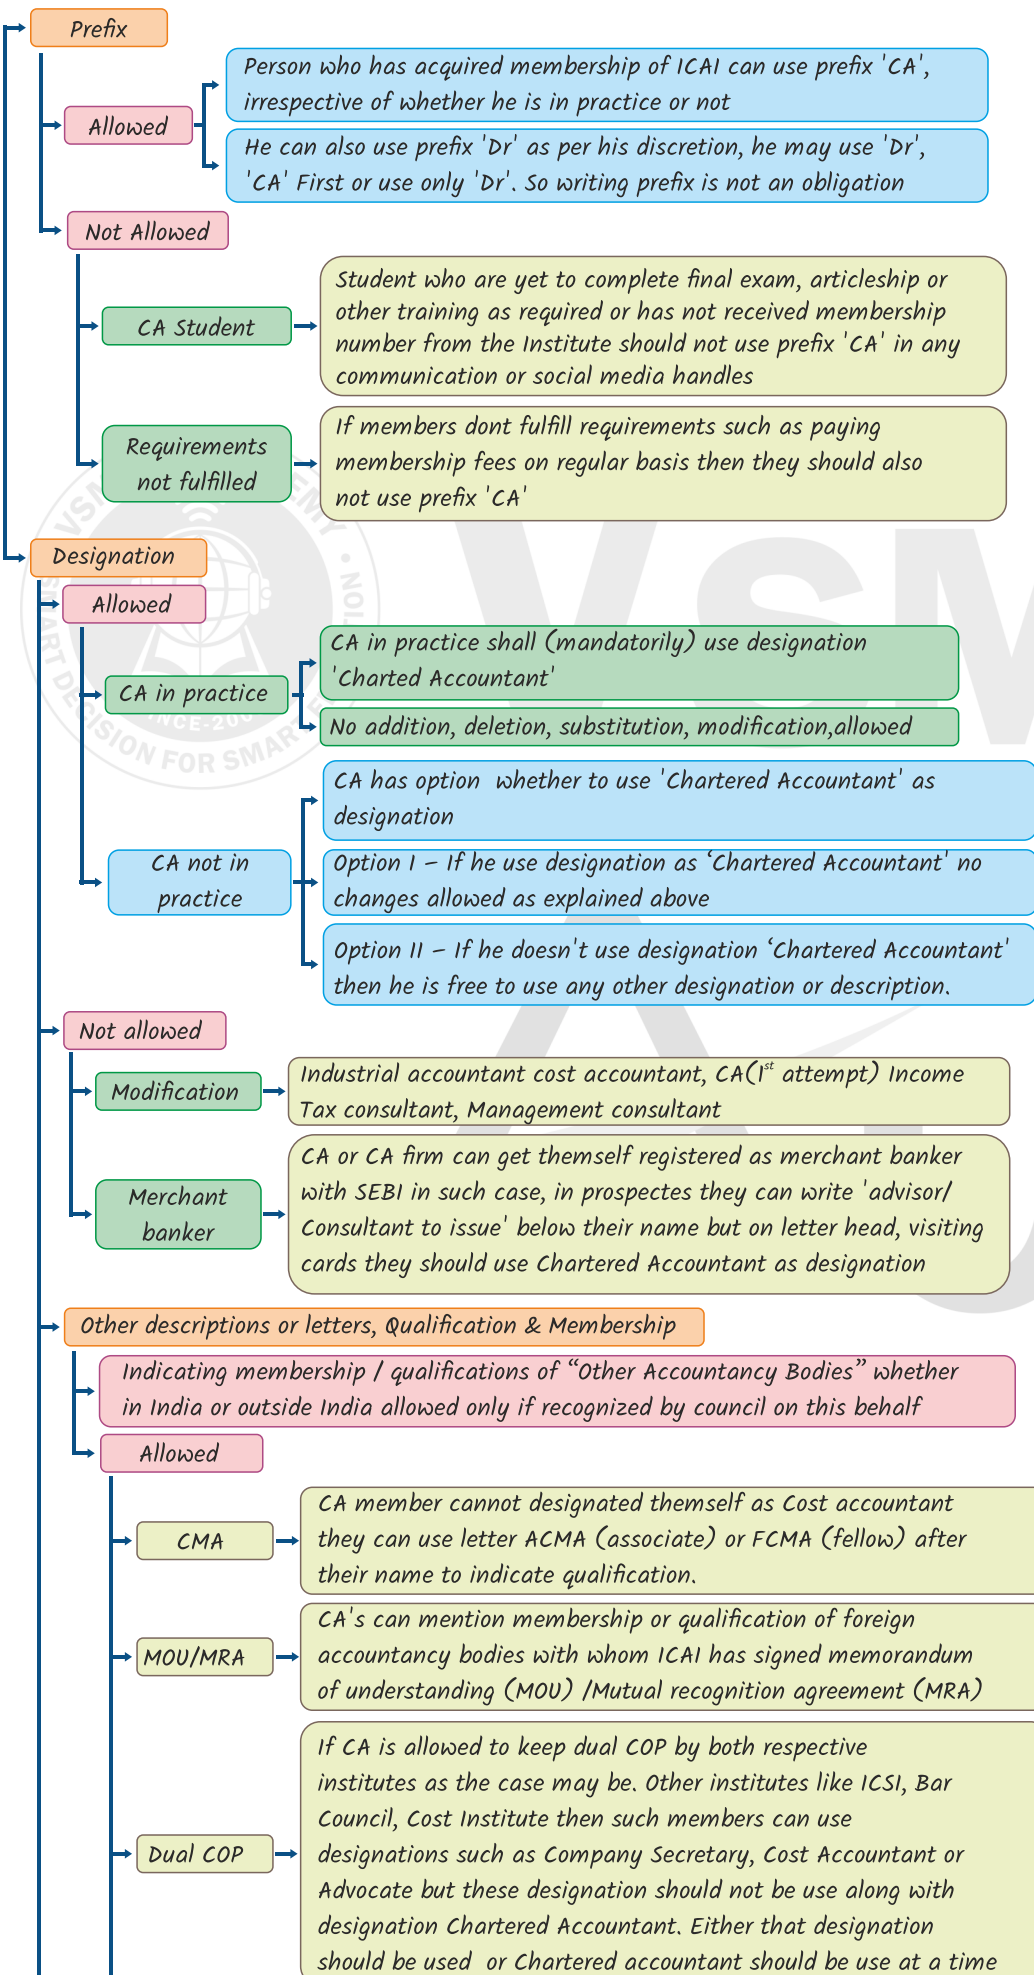 Prefix
Person who has acquired membership of ICAI can use prefix 'CA',
irrespective of whether he is in practice or not
Allowed
He can also use prefix 'Dr' as per his discretion, he may use 'Dr',
'CA' First or use only 'Dr'. So writing prefix is not an obligation
Not Allowed
Student who are yet to complete final exam, articleship or
other training as required or has not received membership
number from the Institute should not use prefix 'CA' in any
communication or social media handles
CA Student
If members dont fulfill requirements such as paying
membership fees on regular basis then they should also
not use prefix 'CA'
Requirements
not fulfilled
Designation
Allowed
CA in practice shall (mandatorily) use designation
'Charted Accountant'
CA in practice
No addition, deletion, substitution, modification,allowed
CA has option whether to use 'Chartered Accountant' as
designation
CA not in
practice
Option I – If he use designation as ‘Chartered Accountant' no
changes allowed as explained above
Option II – If he doesn't use designation ‘Chartered Accountant'
then he is free to use any other designation or description.
Not allowed
Modification
Industrial accountant cost accountant, CA(1st attempt) Income
Tax consultant, Management consultant
CA or CA firm can get themself registered as merchant banker
with SEBI in such case, in prospectes they can write 'advisor/
Consultant to issue' below their name but on letter head, visiting
cards they should use Chartered Accountant as designation
Merchant
banker
Other descriptions or letters, Qualification & Membership
Indicating membership / qualifications of “Other Accountancy Bodies” whether
in India or outside India allowed only if recognized by council on this behalf
Allowed
CMA
CA member cannot designated themself as Cost accountant
they can use letter ACMA (associate) or FCMA (fellow) after
their name to indicate qualification.
MOU/MRA
CA's can mention membership or qualification of foreign
accountancy bodies with whom ICAI has signed memorandum
of understanding (MOU) /Mutual recognition agreement (MRA)
Dual COP
If CA is allowed to keep dual COP by both respective
institutes as the case may be. Other institutes like ICSI, Bar
Council, Cost Institute then such members can use
designations such as Company Secretary, Cost Accountant or
Advocate but these designation should not be use along with
designation Chartered Accountant. Either that designation
should be used or Chartered accountant should be use at a time